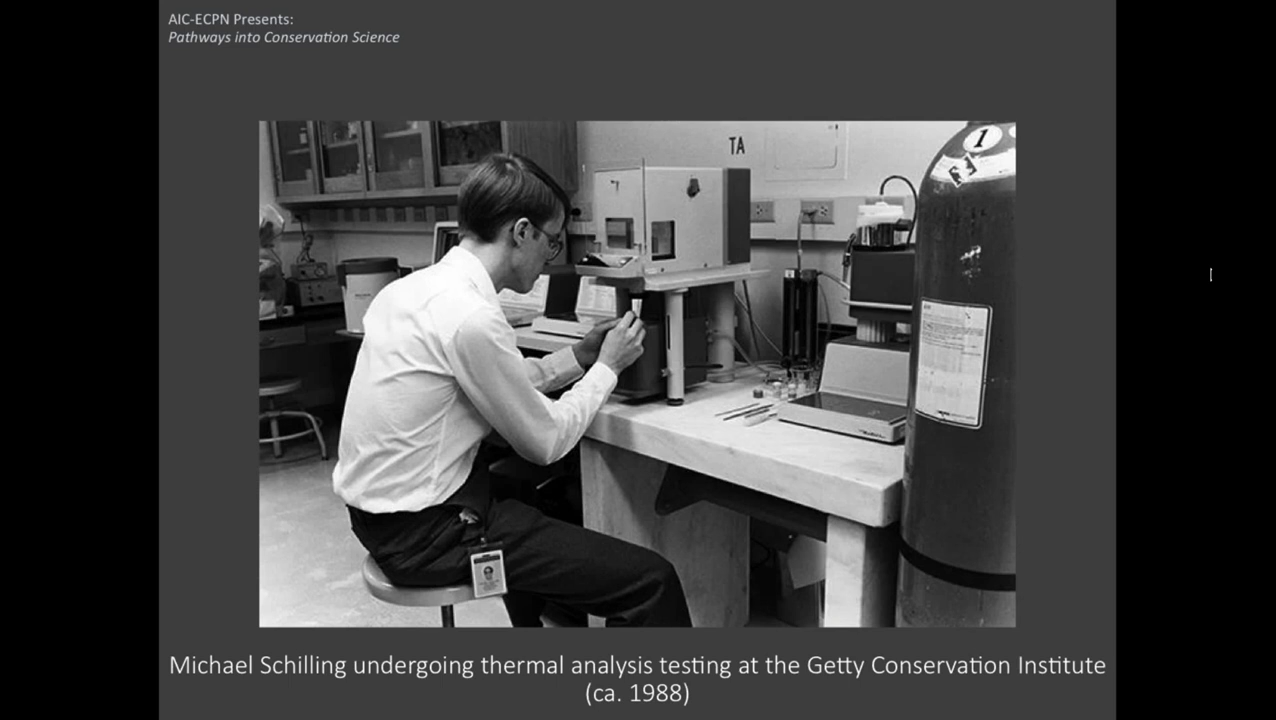 AIC-ECPN Presents:
Pathways into Conservation Science
TA
1
Michael Schilling undergoing thermal analysis testing at the Getty Conservation Institute
(ca. 1988)